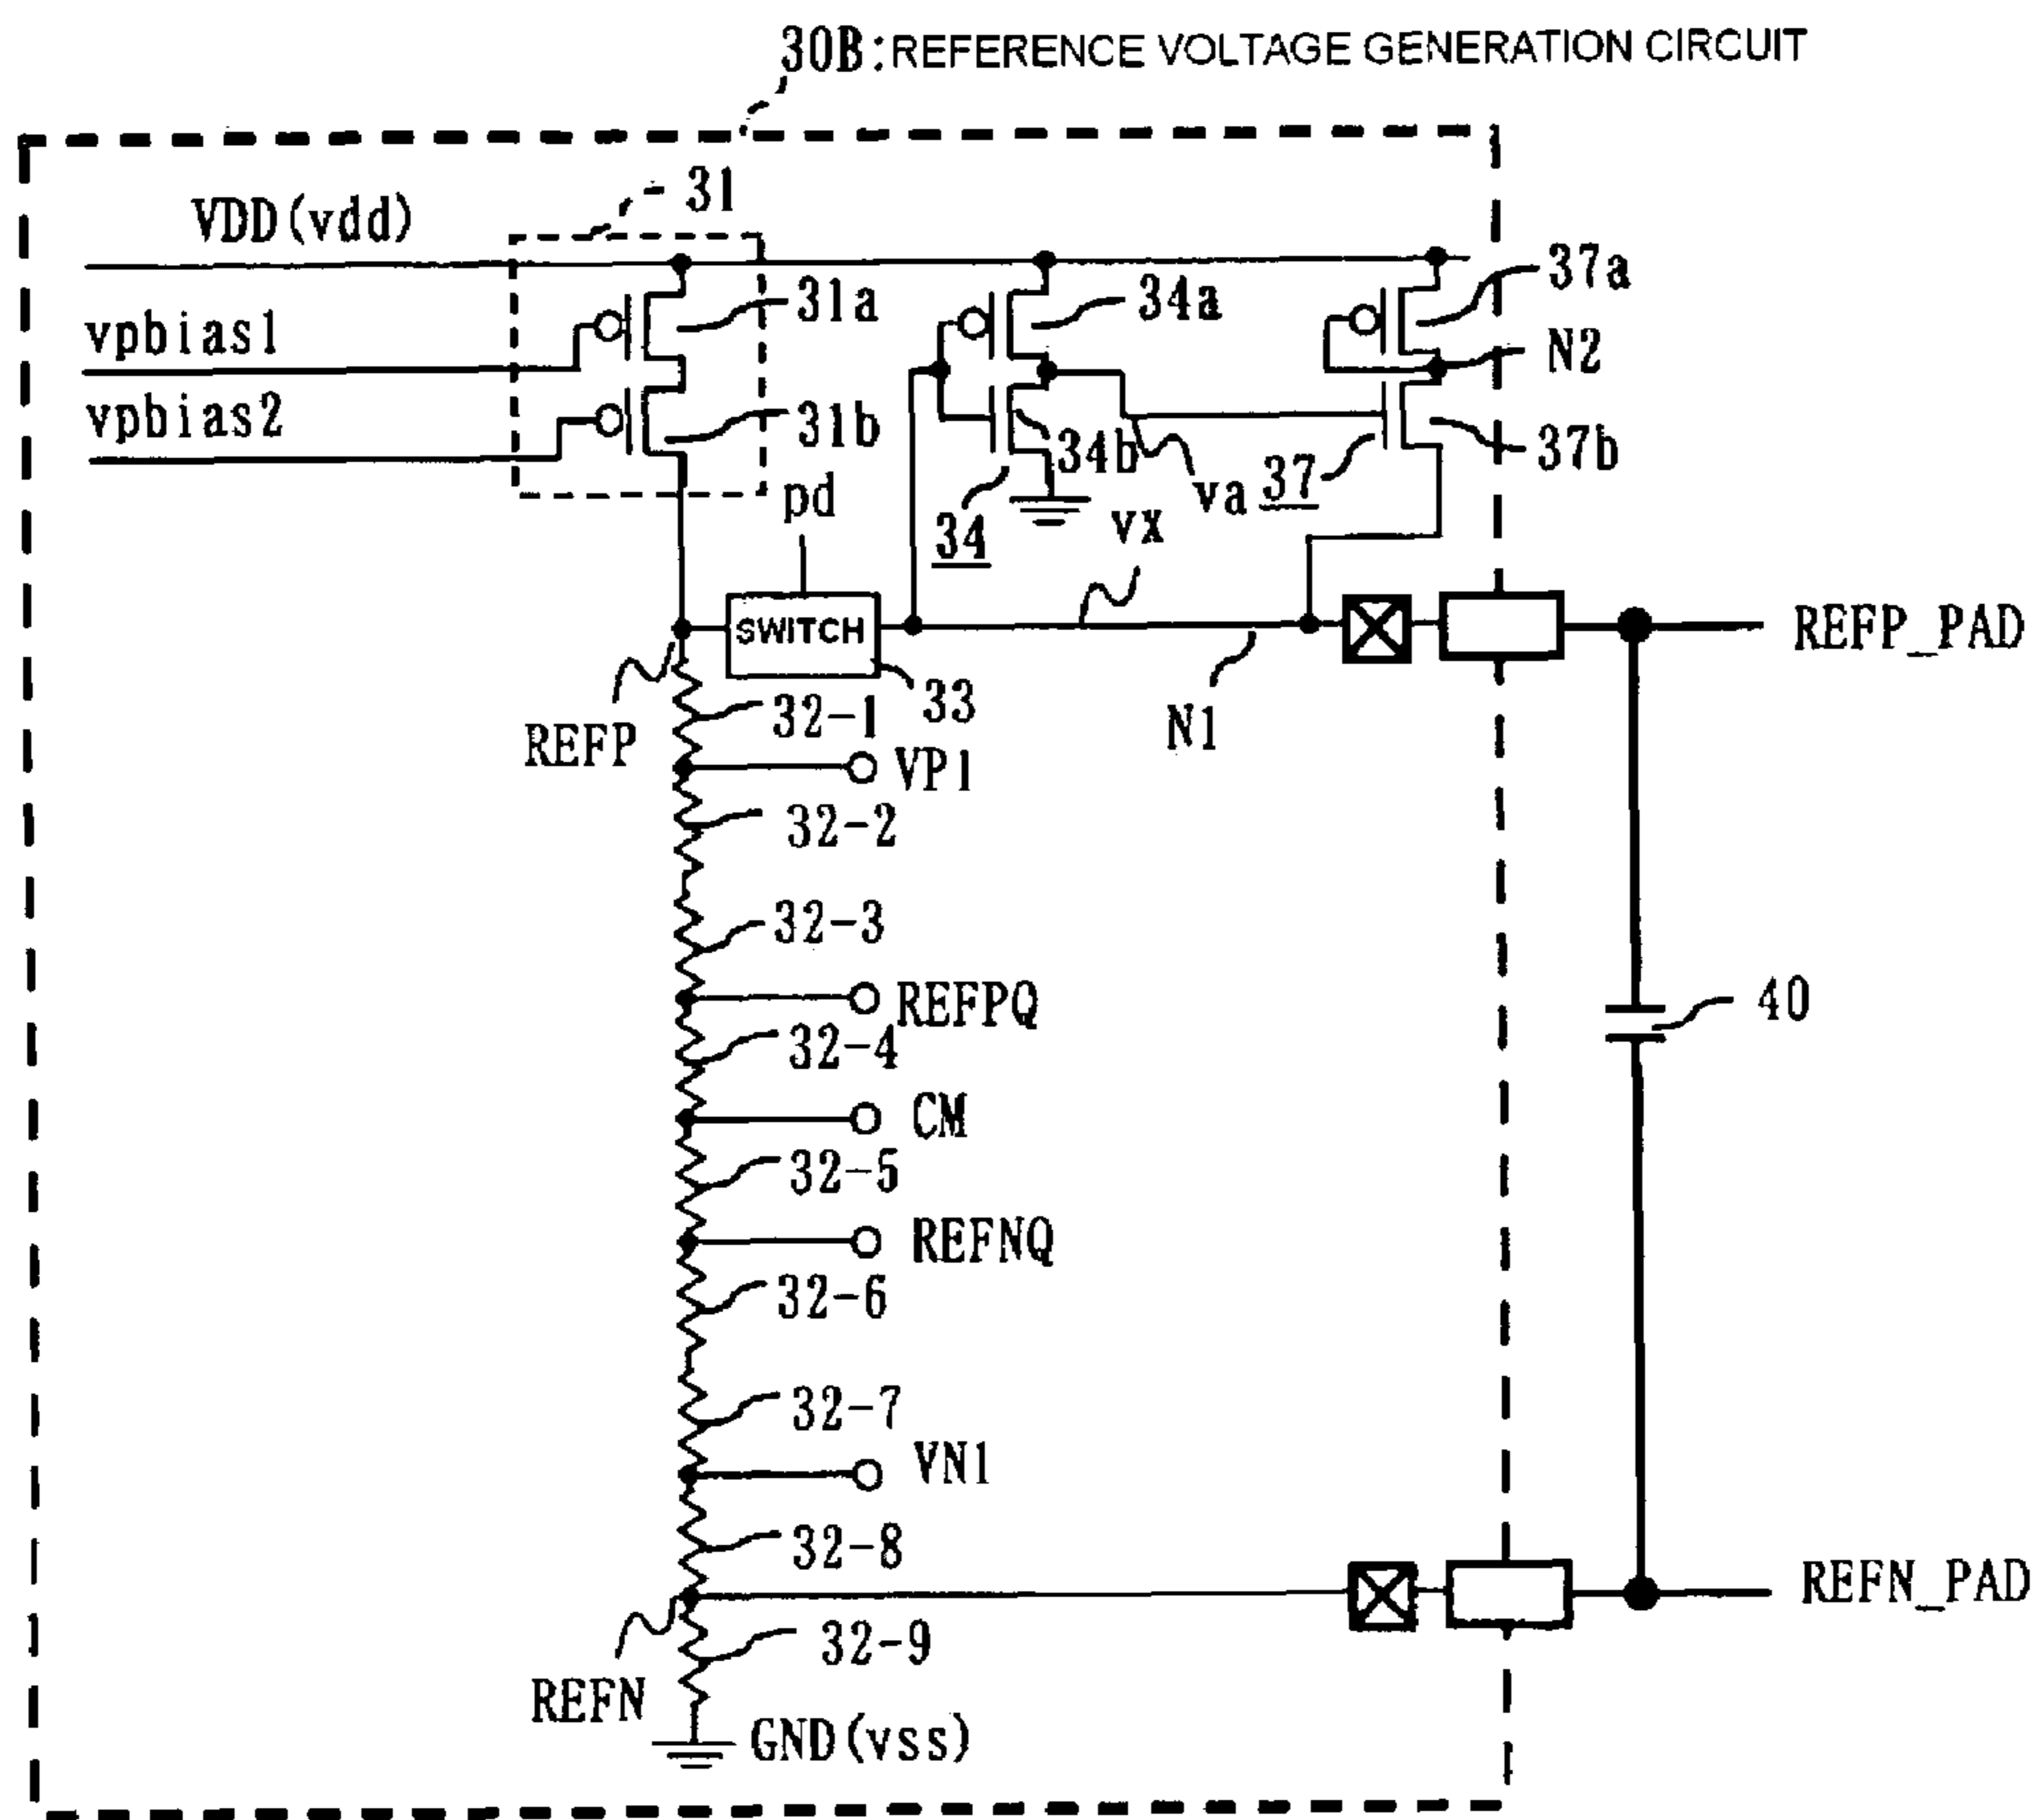 30B:REFERENCE VOLTAGE GENERATION CIRCUIT
31
VDD(vdd)
37a
31a
34a
vpbias1
N2
vpbias2
31b
34b
37b
pd
va
37
vx
34
SWITCH
REFP_PAD
33
32-1
N1
REFP
VP1
32-2
32-3
REFPQ
40
32-4
CM
32-5
REFNQ
32-6
32-7
VN1
32-8
REFN_PAD
32-9
REFN
GND(vss)